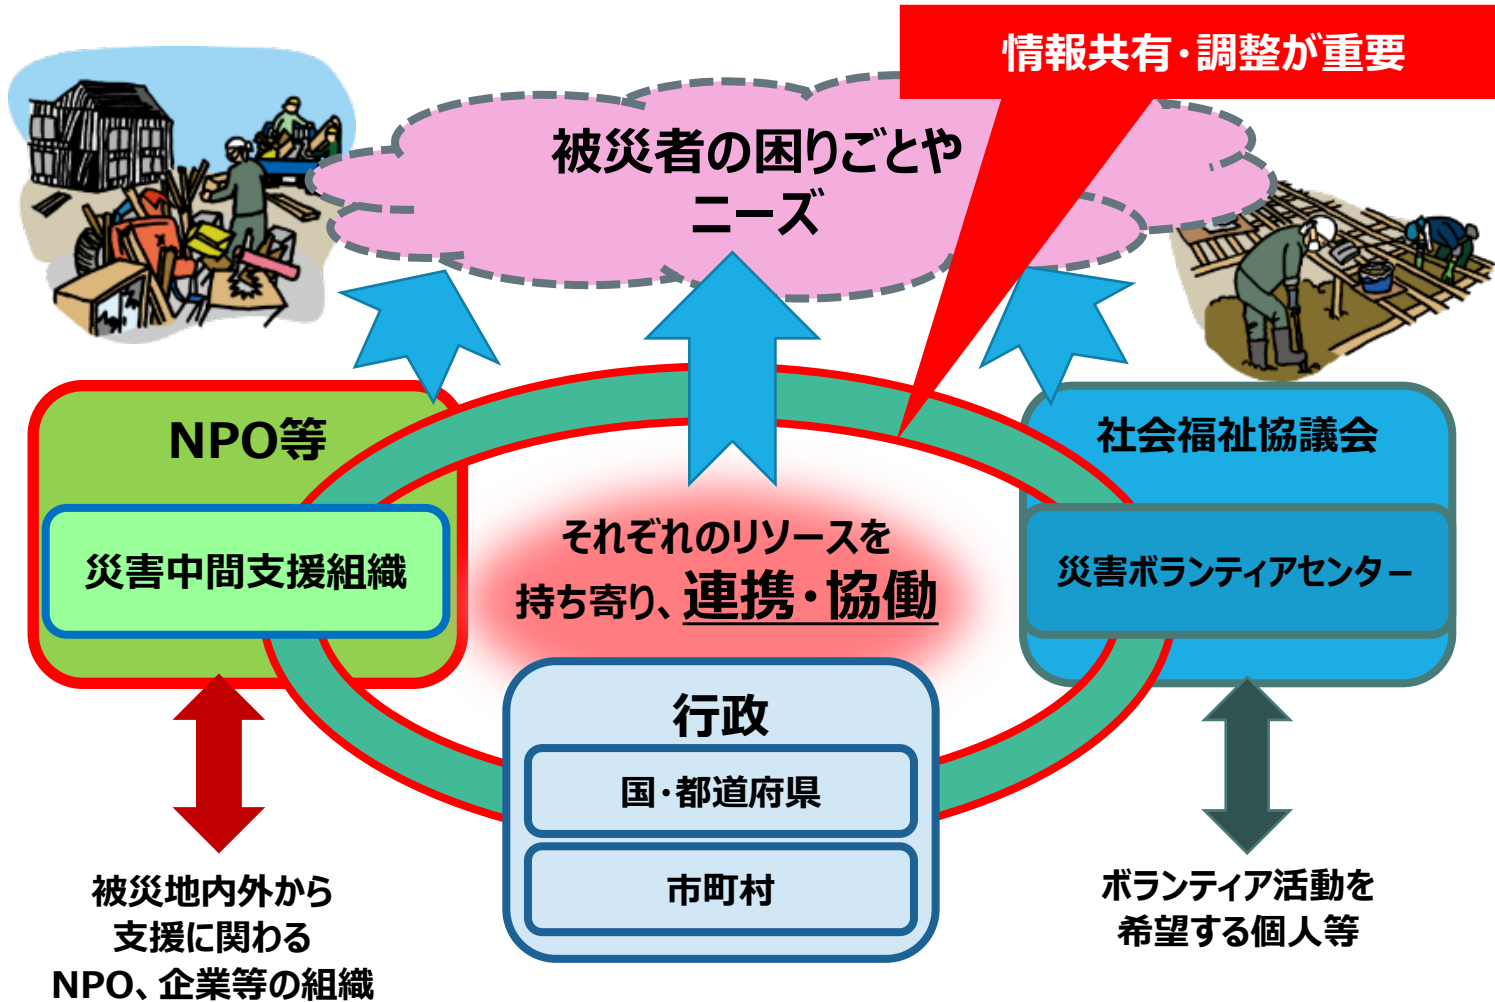 情報共有・調整が重要
被災者の困りごとや
ニーズ
NPO等
災害中間支援組織
社会福祉協議会
災害ボランティアセンター
それぞれのリソースを
持ち寄り、連携・協働
行政
国・都道府県
市町村
被災地内外から
支援に関わる
NPO、企業等の組織
ボランティア活動を
希望する個人等